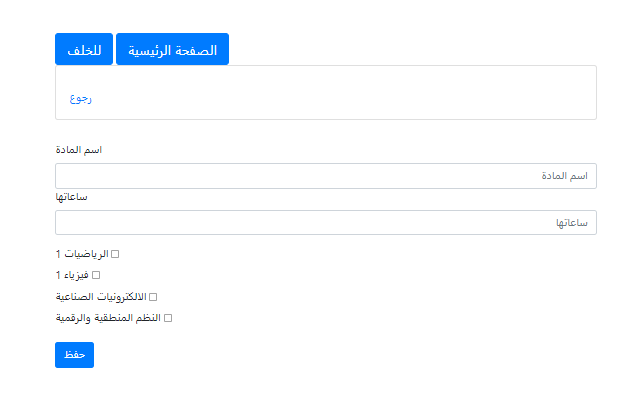 الصفحة الرئيسية للخلف
رجوع
اسم المادة
اسم المادة
ساعاتها
ساعاتها
الرياضيات 1
فيزياء 1
الالكترونيات الصناعية
النظم المنطقية والرقمية
حفظ